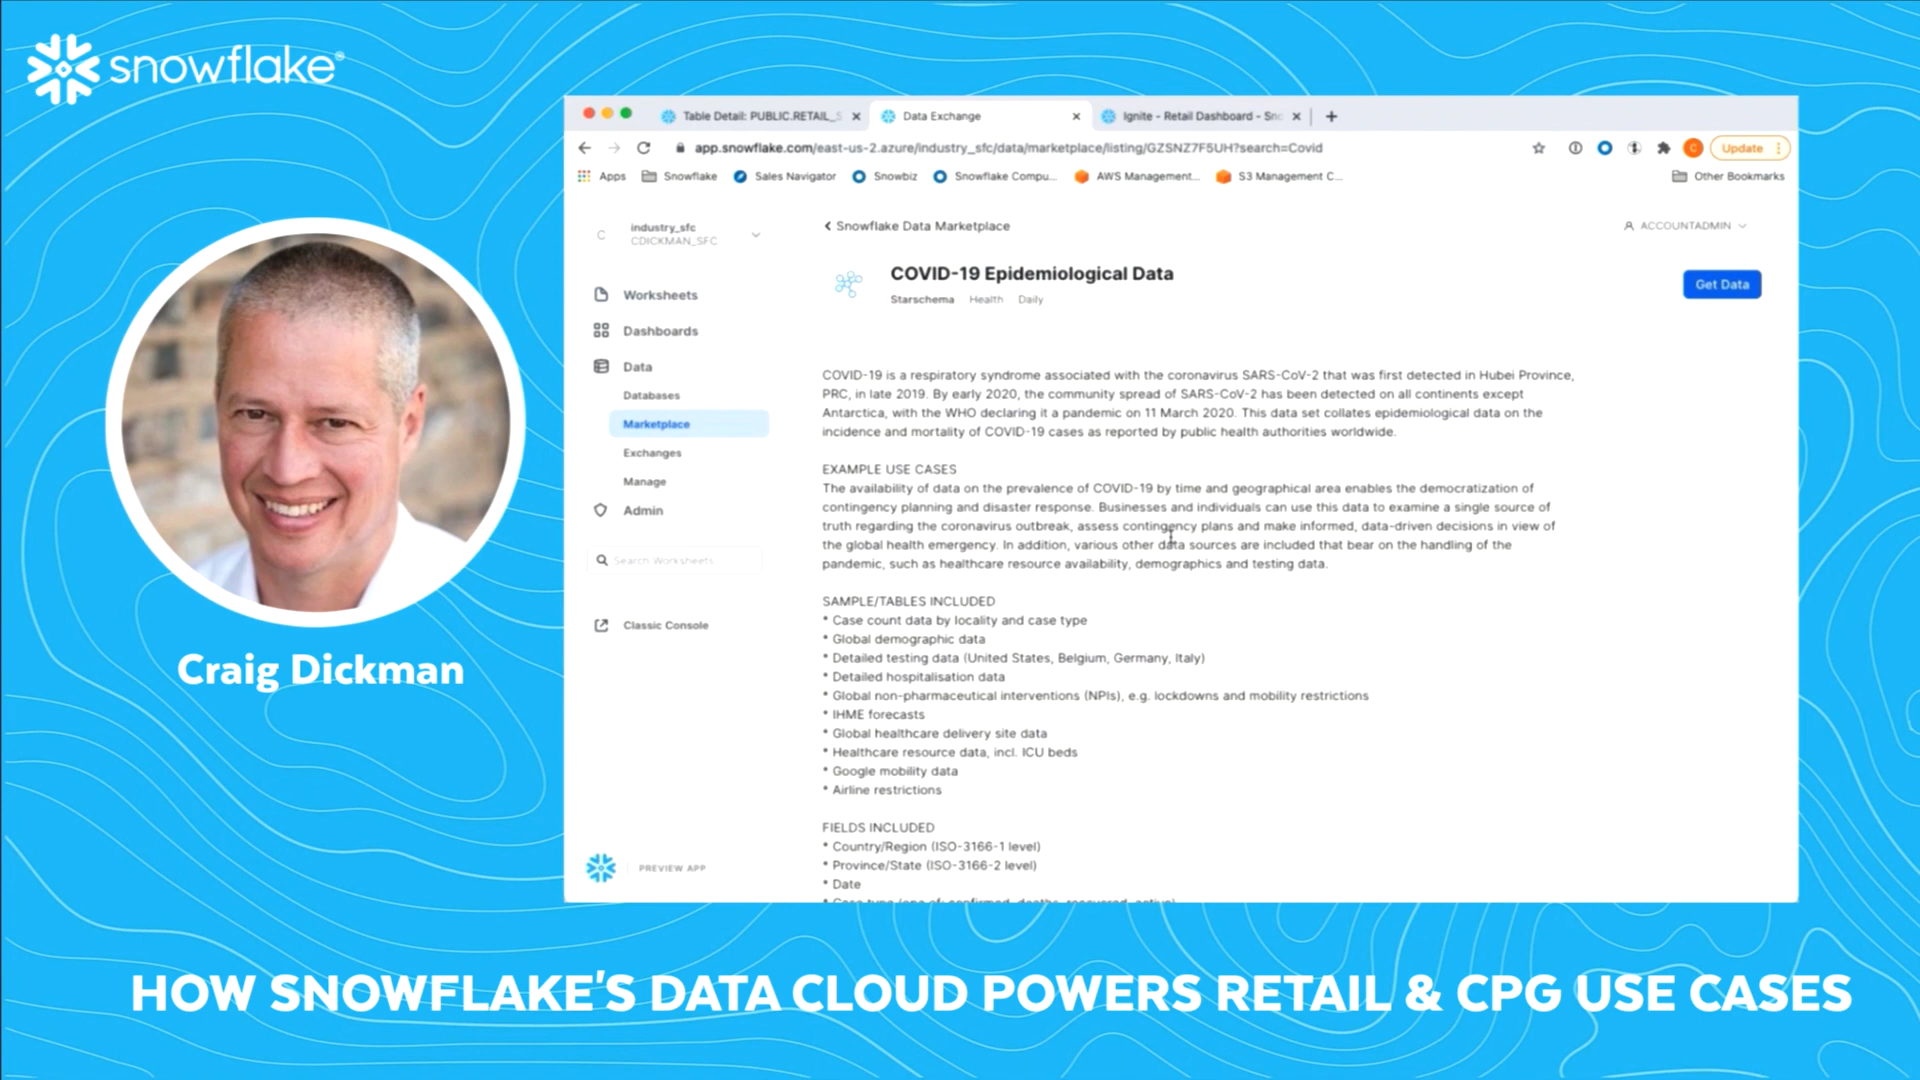 snowflake®
Table Detail: PUBLIC.RETAIL_S
Data Exchange
Ignite - Retail Dashboard - Sno
app.snowflake.com/east-us-2.azure/industry_sfc/data/marketplace/listing/GZSNZ7F5UH?search=Covid
Update
Apps
Snowflake
Sales Navigator
Snowbiz
Snowflake Compu...
AWS Management...
S3 Management C...
Other Bookmarks
C
industry_sfc
CDICKMAN_SFC
< Snowflake Data Marketplace
ACCOUNTADMIN
COVID-19 Epidemiological Data
Starschema Health Daily
Get Data
Worksheets
Dashboards
Data
Databases
Marketplace
Exchanges
Manage
Admin
Search Worksheets
Classic Console
PREVIEW APP
COVID-19 is a respiratory syndrome associated with the coronavirus SARS-CoV-2 that was first detected in Hubei Province,
PRC, in late 2019. By early 2020, the community spread of SARS-CoV-2 has been detected on all continents except
Antarctica, with the WHO declaring it a pandemic on 11 March 2020. This data set collates epidemiological data on the
incidence and mortality of COVID-19 cases as reported by public health authorities worldwide.
EXAMPLE USE CASES
The availability of data on the prevalence of COVID-19 by time and geographical area enables the democratization of
contingency planning and disaster response. Businesses and individuals can use this data to examine a single source of
truth regarding the coronavirus outbreak, assess contingency plans and make informed, data-driven decisions in view of
the global health emergency. In addition, various other data sources are included that bear on the handling of the
pandemic, such as healthcare resource availability, demographics and testing data.
SAMPLE/TABLES INCLUDED
* Case count data by locality and case type
* Global demographic data
* Detailed testing data (United States, Belgium, Germany, Italy)
* Detailed hospitalisation data
* Global non-pharmaceutical interventions (NPIs), e.g. lockdowns and mobility restrictions
* IHME forecasts
* Global healthcare delivery site data
* Healthcare resource data, incl. ICU beds
* Google mobility data
* Airline restrictions
FIELDS INCLUDED
* Country/Region (ISO-3166-1 level)
* Province/State (ISO-3166-2 level)
* Date
* Case type (one of: confirmed, deaths, recovered, active)
Craig Dickman
HOW SNOWFLAKE'S DATA CLOUD POWERS RETAIL & CPG USE CASES